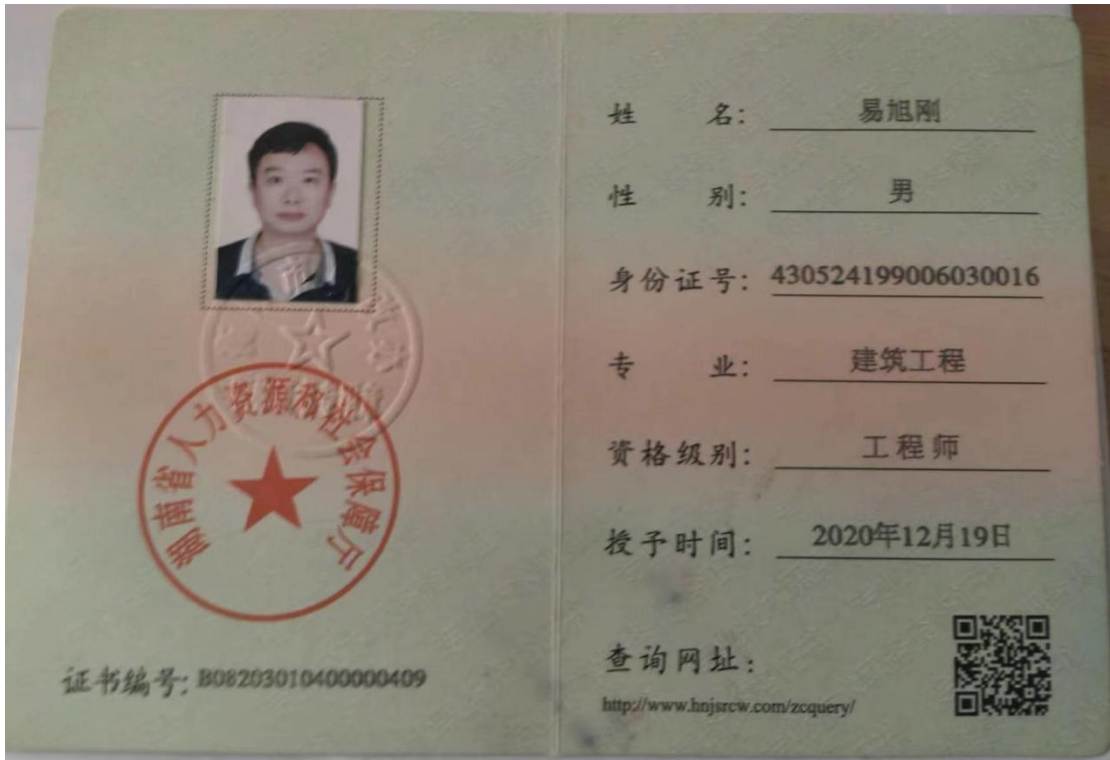 湖南省人力资源和社会保障厅
证书编号: B08203010400000409
姓 名: 易旭刚
性 别: 男
身份证号: 430524199006030016
专 业: 建筑工程
资格级别: 工程师
授予时间: 2020年12月19日
查询网址:
http://www.hnjsrcw.com/zcquery/